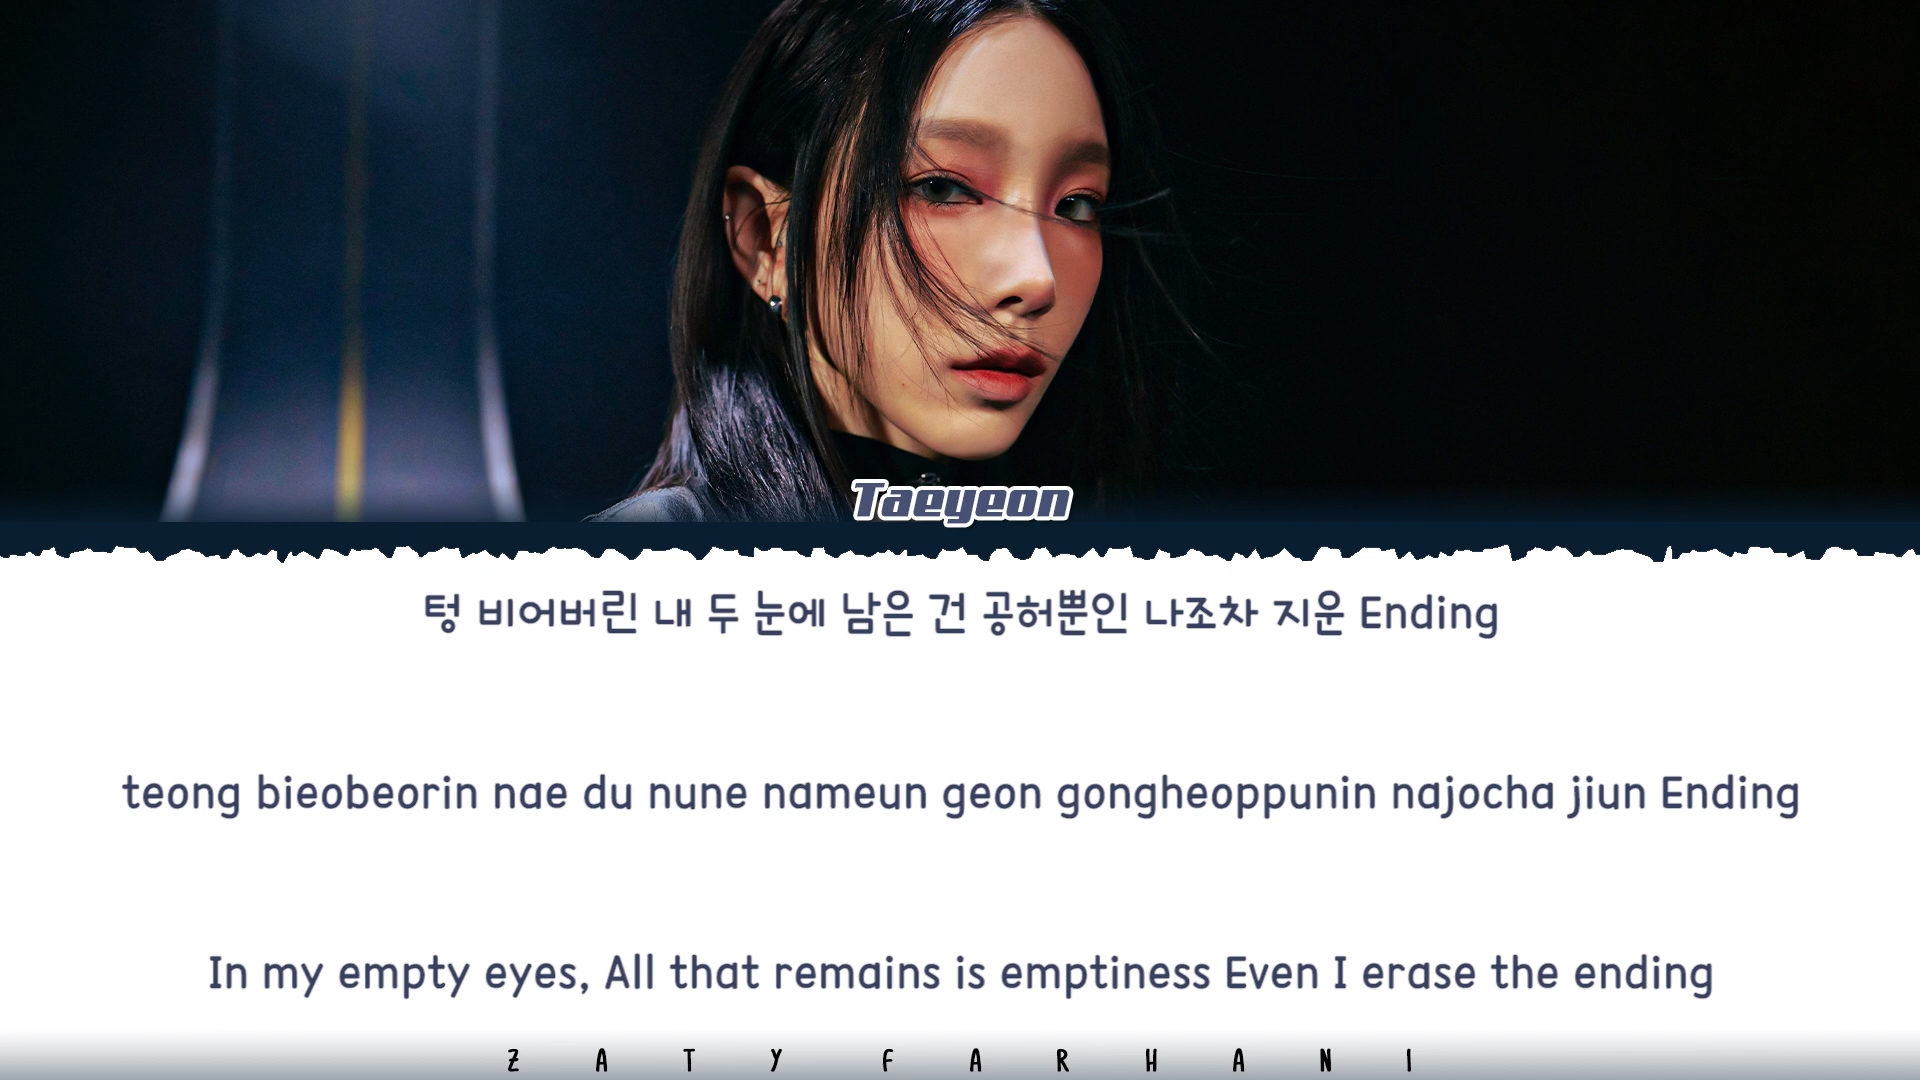 Taeyeon
텅 비어버린 내 두 눈에 남은 건 공허뿐인 나조차 지운 Ending
teong bieobeorin nae du nune nameun geon gongheoppunin najocha jiun Ending
In my empty eyes, All that remains is emptiness Even I erase the ending
ZATY FARHANI